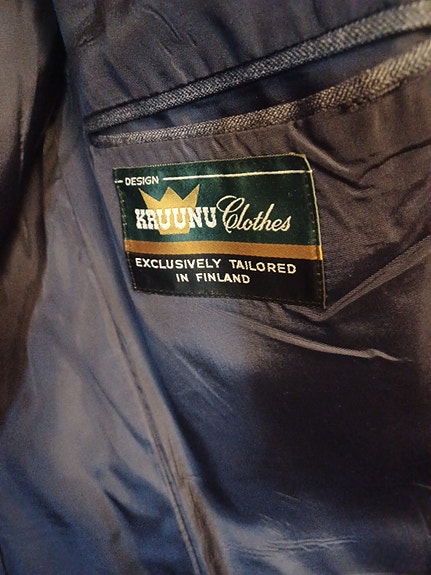 DESIGN
KRUUNU Clothes
EXCLUSIVELY TAILORED
IN FINLAND